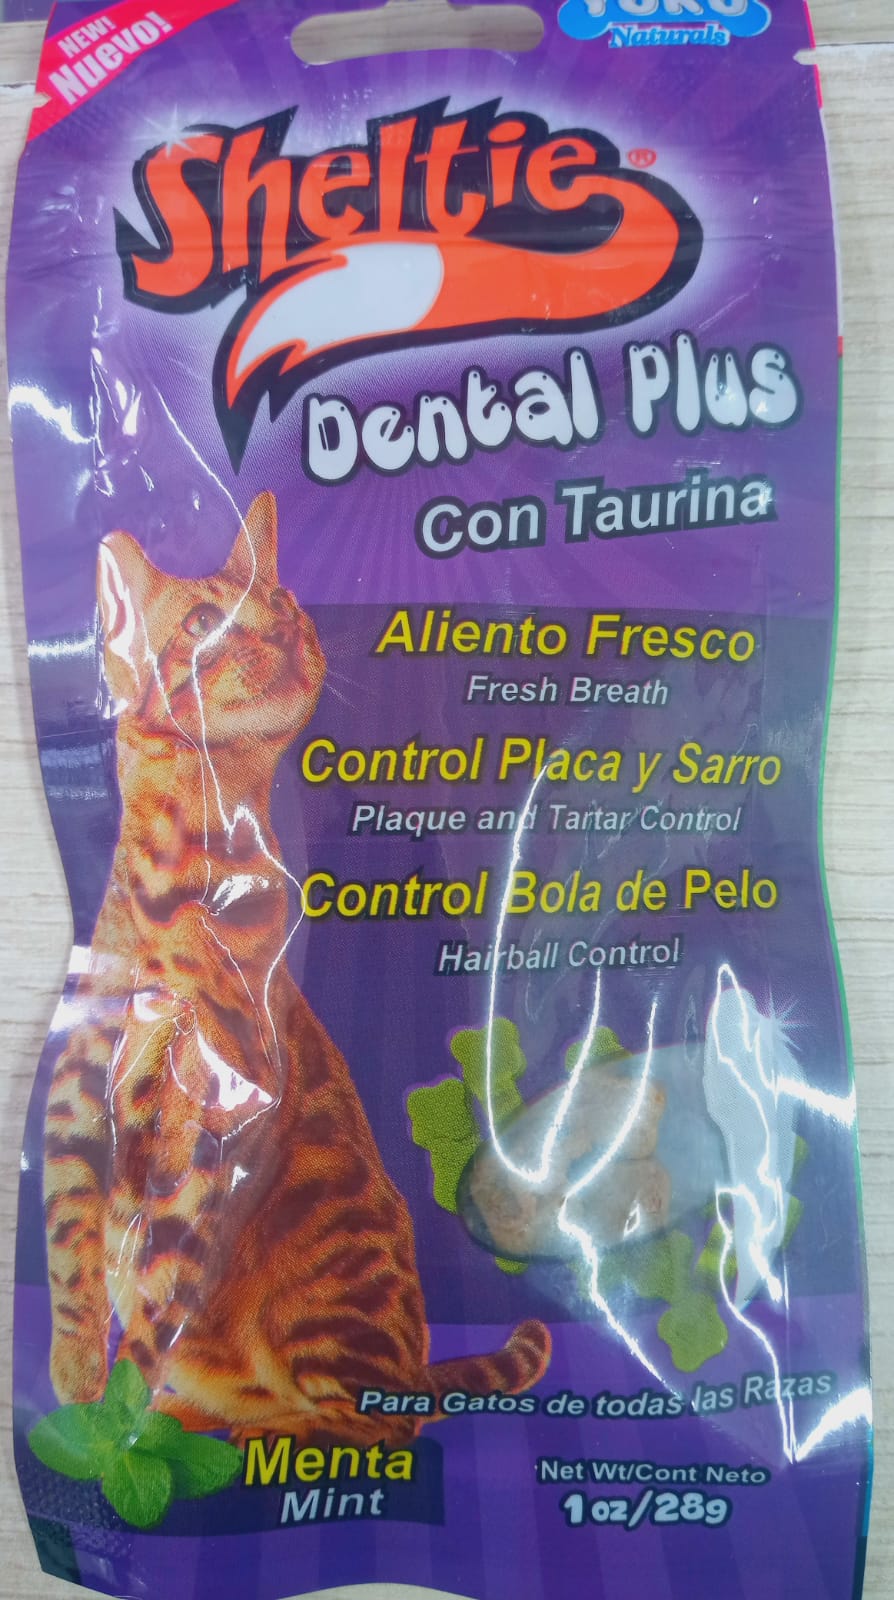 NEW!
Nuevo!
YUKO
Naturals
Sheltie®
Dental Plus
Con Taurina
Aliento Fresco
Fresh Breath
Control Placa y Sarro
Plaque and Tartar Control
Control Bola de Pelo
Hairball Control
Para Gatos de todas las Razas
Menta
Mint
Net Wt/Cont Neto
1 oz/28g